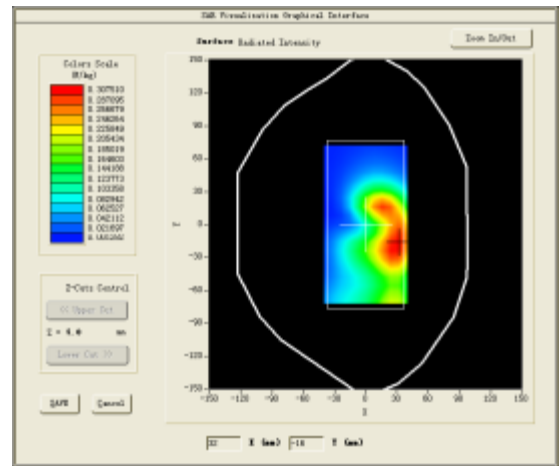 SAR Visualisation Graphical Interface
Surface Radiated Intensity
Zoom In/Out
Colors Scale
(W/kg)
0.307510
0.287095
0.266679
0.246264
0.225849
0.205434
0.185019
0.164603
0.144188
0.123773
0.103358
0.082942
0.062527
0.042112
0.021697
Z-Cuts Control
<< Upper Cut
Z = 4.0 mm
Lower Cut >>
SAVE Cancel
150
120
90
60
30
0
-30
-60
-90
-120
-150
Y
-150 -120 -90 -60 -30 0 30 60 90 120 150
X
32 X (mm) -16 Y (mm)